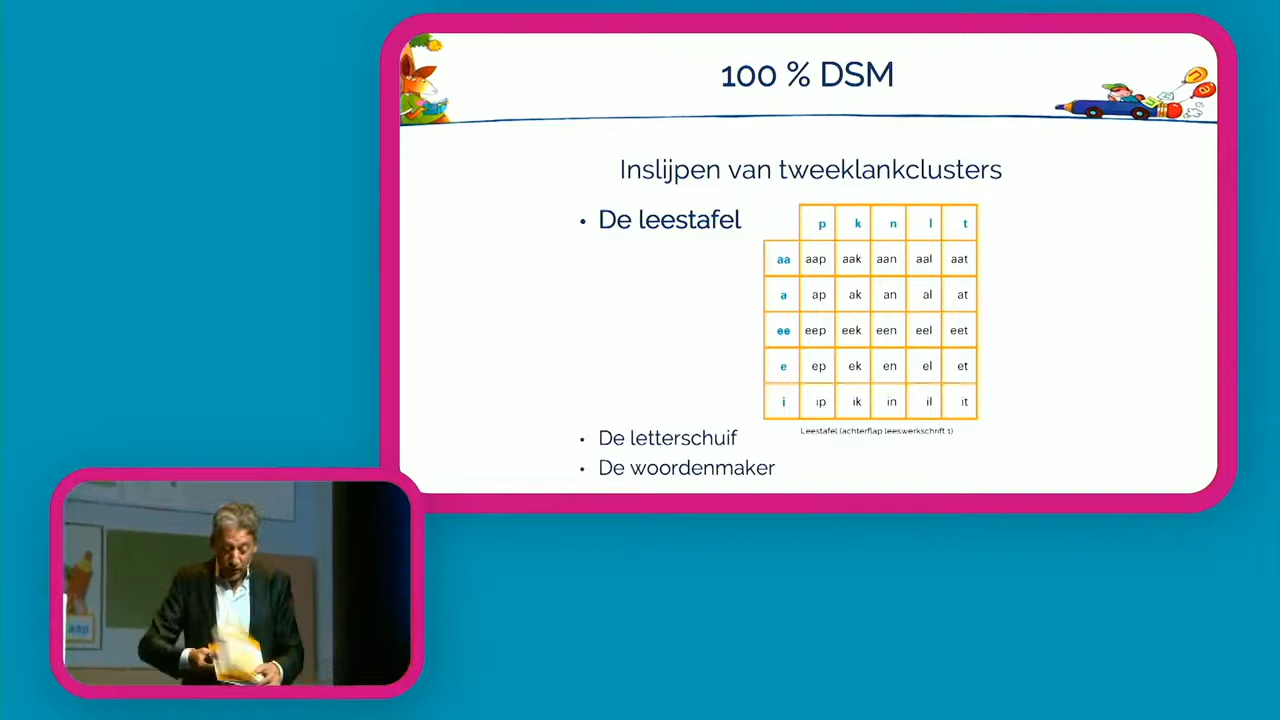 100 % DSM
Inslijpen van tweeklankclusters
• De leestafel
p k n l t
aa aap aak aan aal aat
a ap ak an al at
ee eep eek een eel eet
e ep ek en el et
i ip ik in il it
Leestafel (achterflap leeswerkschrift 1)
• De letterschuif
• De woordenmaker
aap